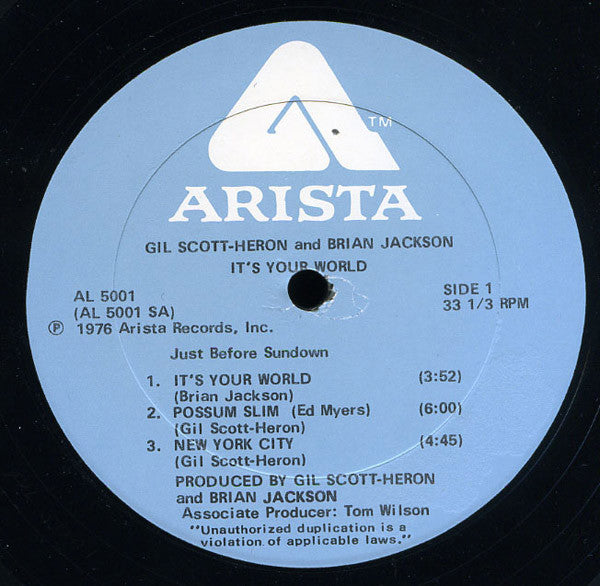 TM
ARISTA
GIL SCOTT-HERON and BRIAN JACKSON
IT'S YOUR WORLD
AL 5001 SIDE 1
(AL 5001 SA) 33 1/3 RPM
Ⓟ 1976 Arista Records, Inc.
Just Before Sundown
1. IT'S YOUR WORLD (3:52)
(Brian Jackson)
2. POSSUM SLIM (Ed Myers) (6:00)
(Gil Scott-Heron)
3. NEW YORK CITY (4:45)
(Gil Scott-Heron)
PRODUCED BY GIL SCOTT-HERON
and BRIAN JACKSON
Associate Producer: Tom Wilson
"Unauthorized duplication is a
violation of applicable laws."